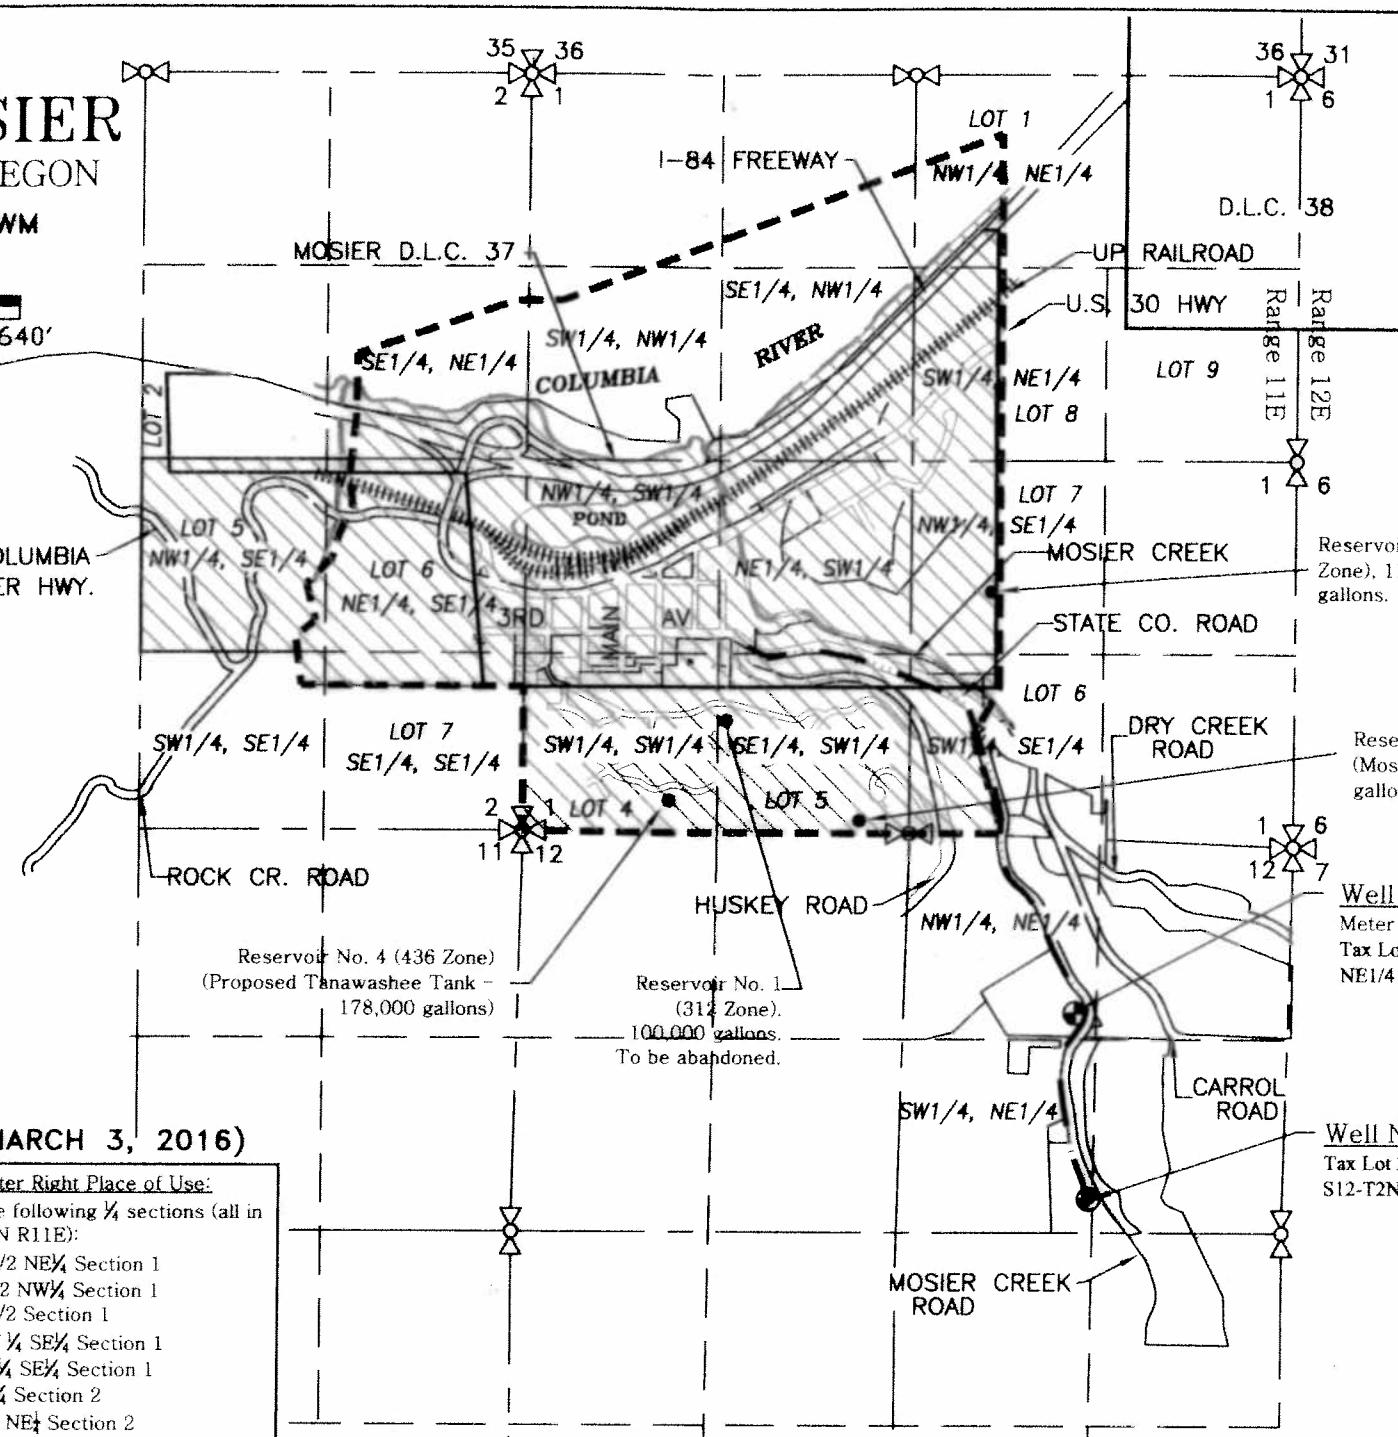 35 36
2 1
36 31
1 6
SIER
EGON
WM
640'
LOT 1
I-84 FREEWAY
NW1/4 NE1/4
D.L.C. 38
MOSIER D.L.C. 37
UP RAILROAD
SE1/4, NW1/4
U.S. 30 HWY
Range 11E
Range 12E
SW1/4, NW1/4
RIVER
SE1/4, NE1/4
COLUMBIA
SW1/4, NE1/4
LOT 9
LOT 8
LOT 2
1 6
NW1/4, SW1/4
POND
LOT 7
LOT 5
NW1/4, SE1/4
NW1/4, SE1/4
OLUMBIA
ER HWY.
MOSIER CREEK
LOT 6
NE1/4, SW1/4
NE1/4, SE1/4
Reservoi
Zone), 1
gallons.
3RD
MAIN
AV
STATE CO. ROAD
LOT 6
LOT 7
SW1/4, SE1/4
SE1/4, SE1/4
SW1/4, SW1/4
SE1/4, SW1/4
SW1/4, SE1/4
DRY CREEK
ROAD
Rese
(Mos
gallo
LOT 4
LOT 5
2 1
11 12
1 6
12 7
ROCK CR. ROAD
HUSKEY ROAD
NW1/4, NE1/4
Well
Meter
Tax Lo
NE1/4
Reservoir No. 4 (436 Zone)
(Proposed Tanawashee Tank -
178,000 gallons)
Reservoir No. 1
(312 Zone).
100,000 gallons.
To be abandoned.
SW1/4, NE1/4
CARROL
ROAD
Well N
Tax Lot
S12-T2N
MOSIER CREEK
ROAD
MARCH 3, 2016)
ter Right Place of Use:
e following ¼ sections (all in
N R11E):
/2 NE¼ Section 1
2 NW¼ Section 1
/2 Section 1
¼ SE¼ Section 1
¼ SE¼ Section 1
¼ Section 2
NE¼ Section 2